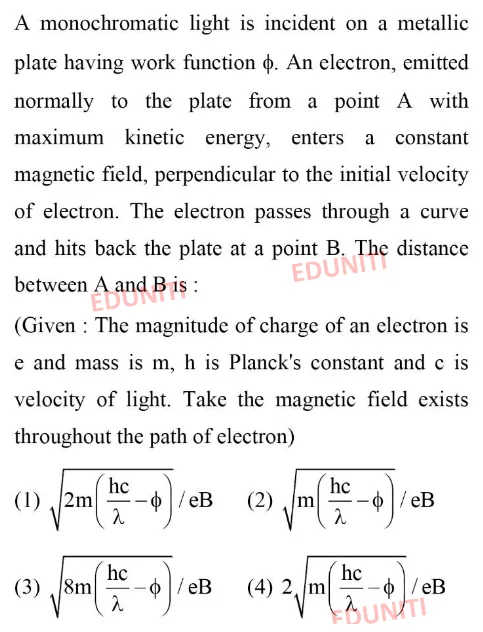 A monochromatic light is incident on a metallic
plate having work function ϕ. An electron, emitted
normally to the plate from a point A with
maximum kinetic energy, enters a constant
magnetic field, perpendicular to the initial velocity
of electron. The electron passes through a curve
and hits back the plate at a point B. The distance
between A and B is :
EDUNITI
EDUNITI
(Given : The magnitude of charge of an electron is
e and mass is m, h is Planck's constant and c is
velocity of light. Take the magnetic field exists
throughout the path of electron)
(1) √(2m(hc/λ − ϕ)) / eB (2) √(m(hc/λ − ϕ)) / eB
(3) √(8m(hc/λ − ϕ)) / eB (4) 2√(m(hc/λ − ϕ)) / eB
EDUNITI